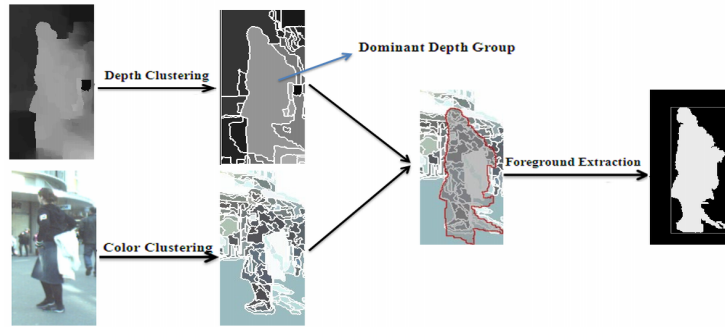 Dominant Depth Group
Depth Clustering
Foreground Extraction
Color Clustering